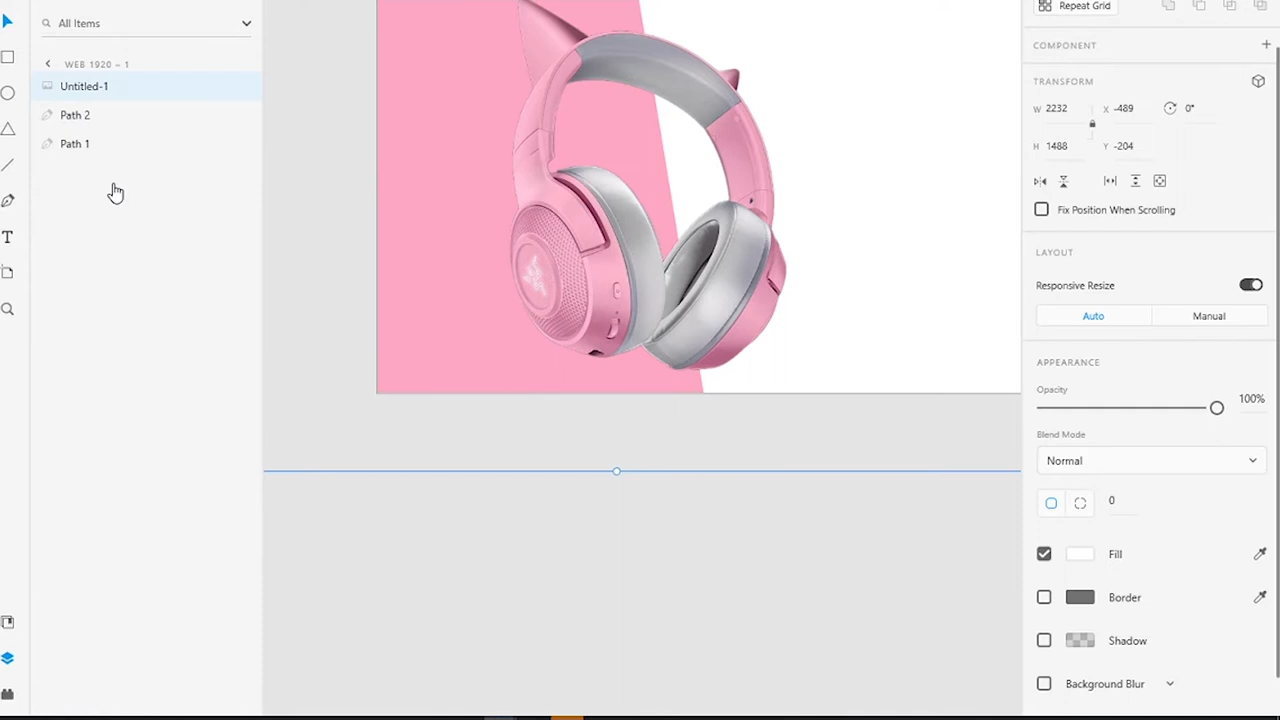 All Items
WEB 1920 – 1
Untitled-1
Path 2
Path 1
T
Repeat Grid
COMPONENT
TRANSFORM
W 2232 X -489 0°
H 1488 Y -204
Fix Position When Scrolling
LAYOUT
Responsive Resize
Auto Manual
APPEARANCE
Opacity
100%
Blend Mode
Normal
0
Fill
Border
Shadow
Background Blur